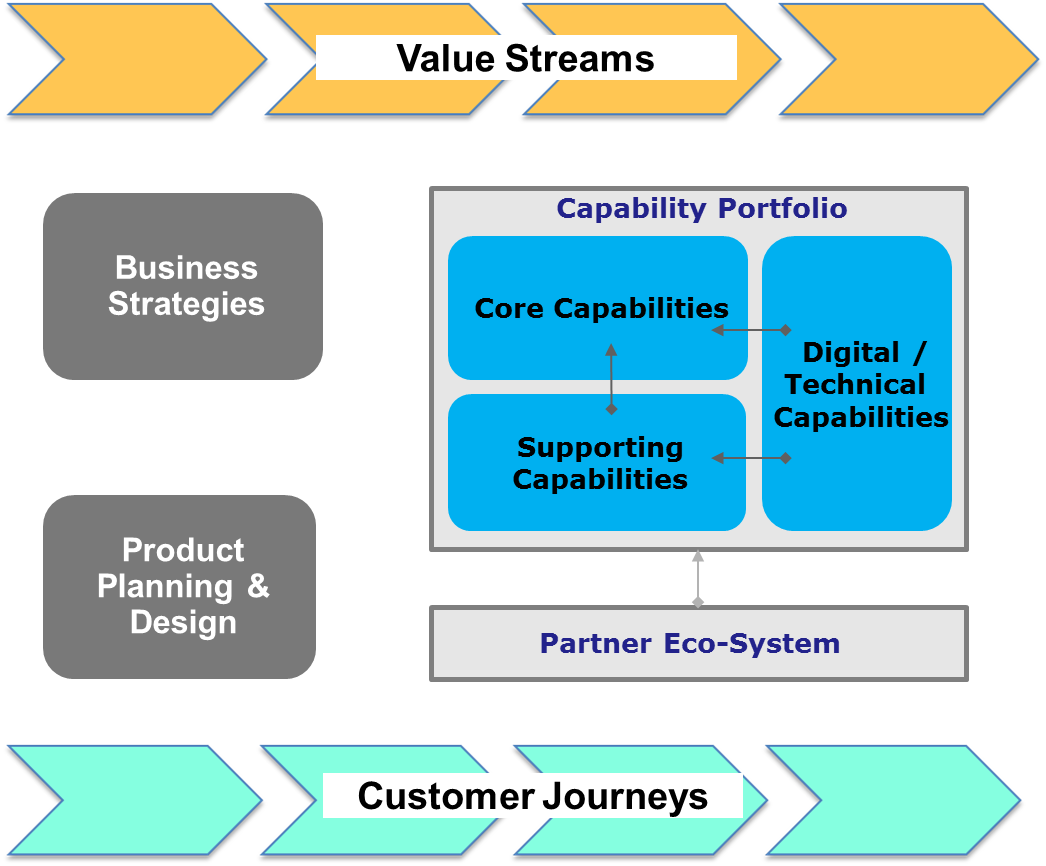 Value Streams
Business
Strategies
Capability Portfolio
Core Capabilities
Digital /
Technical
Capabilities
Supporting
Capabilities
Product
Planning &
Design
Partner Eco-System
Customer Journeys